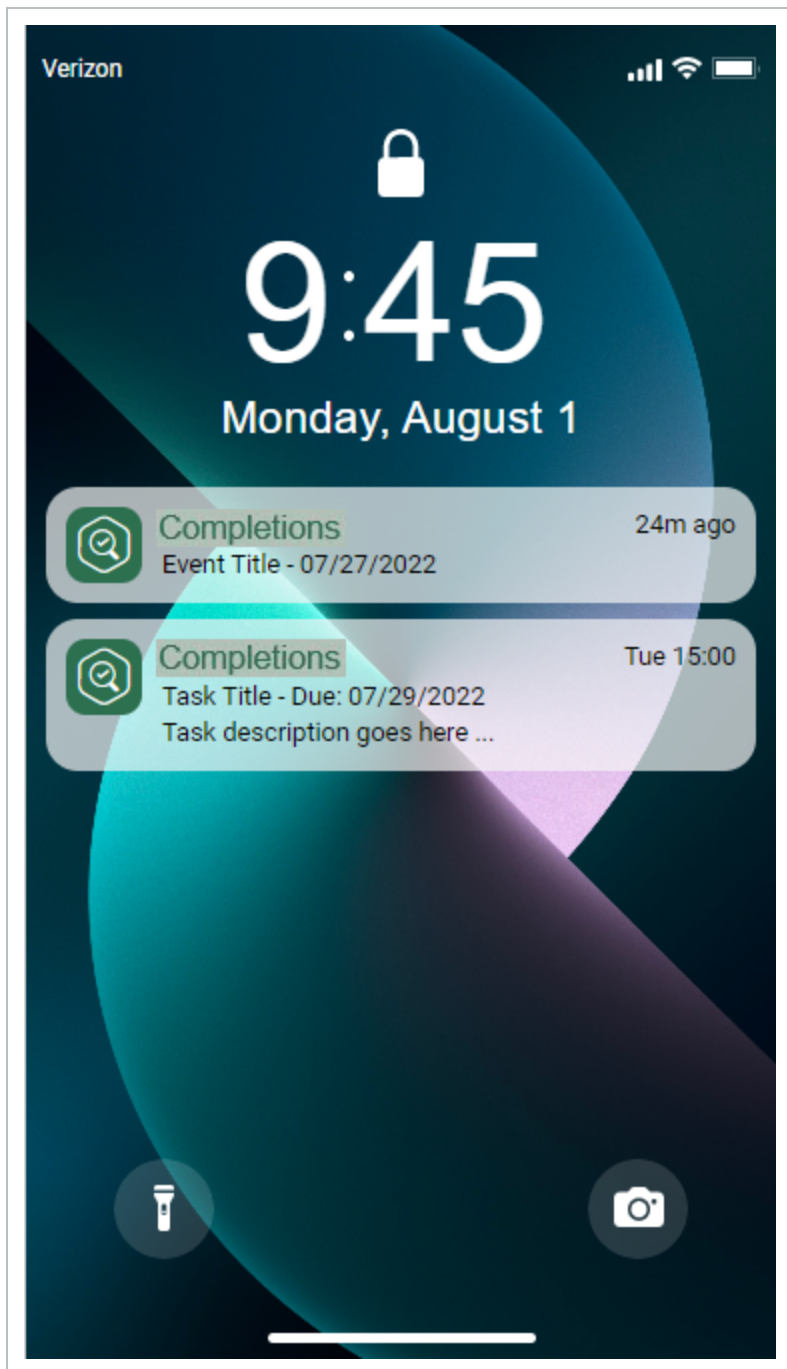 Verizon
9:45
Monday, August 1
Completions
24m ago
Event Title - 07/27/2022
Completions
Tue 15:00
Task Title - Due: 07/29/2022
Task description goes here ...